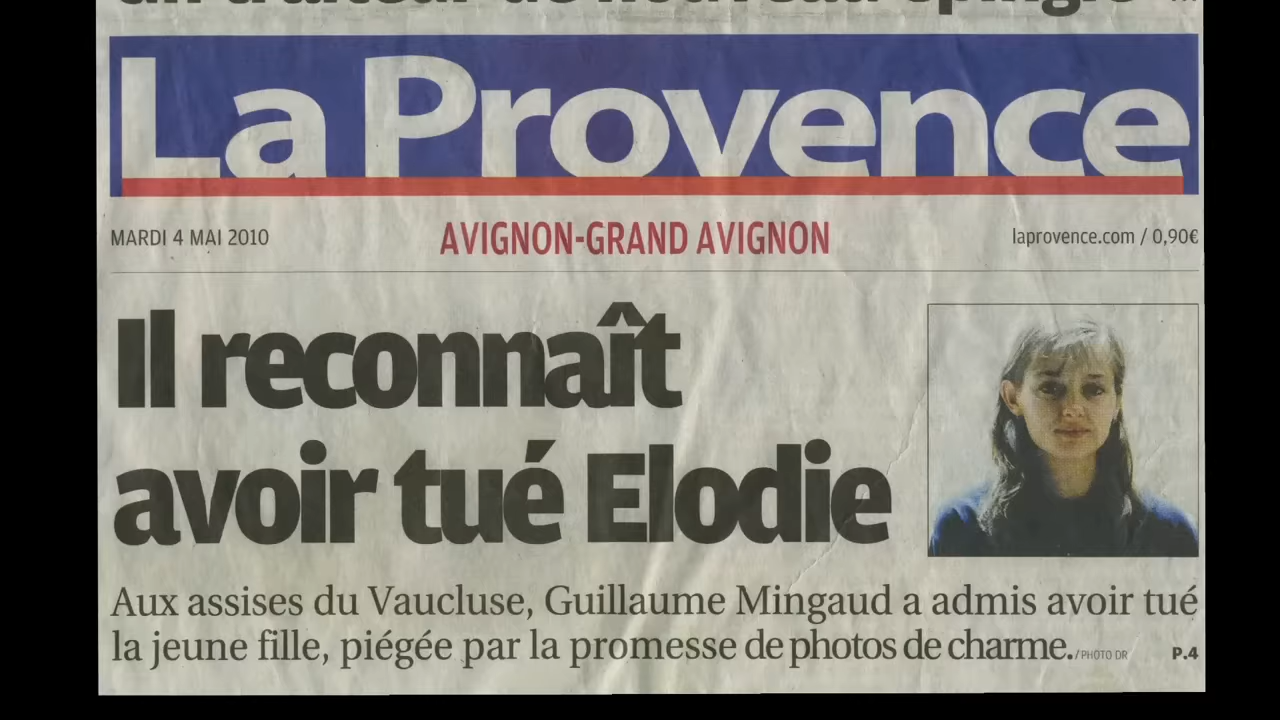 La Provence
MARDI 4 MAI 2010
AVIGNON-GRAND AVIGNON
laprovence.com / 0,90€
Il reconnaît
avoir tué Elodie
Aux assises du Vaucluse, Guillaume Mingaud a admis avoir tué
la jeune fille, piégée par la promesse de photos de charme./PHOTO DR
P.4